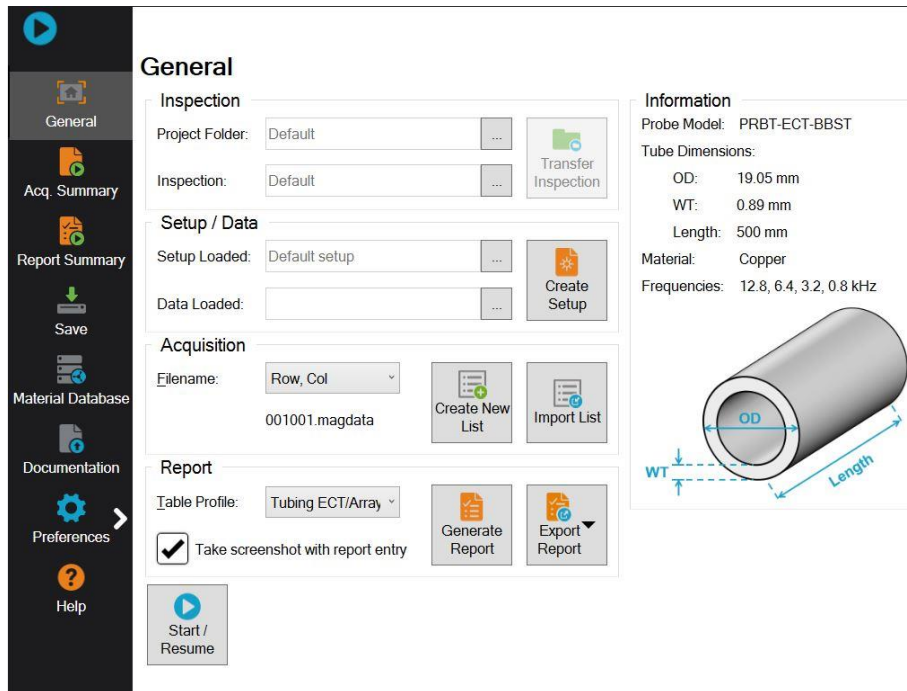 General
Acq. Summary
Report Summary
Save
Material Database
Documentation
Preferences
Help
General
Inspection
Project Folder: Default ...
Inspection: Default ...
Transfer
Inspection
Setup / Data
Setup Loaded: Default setup ...
Data Loaded: ...
Create
Setup
Acquisition
Filename: Row, Col
001001.magdata
Create New
List
Import List
Report
Table Profile: Tubing ECT/Array
Take screenshot with report entry
Generate
Report
Export
Report
Start /
Resume
Information
Probe Model: PRBT-ECT-BBST
Tube Dimensions:
OD: 19.05 mm
WT: 0.89 mm
Length: 500 mm
Material: Copper
Frequencies: 12.8, 6.4, 3.2, 0.8 kHz
OD
WT
Length